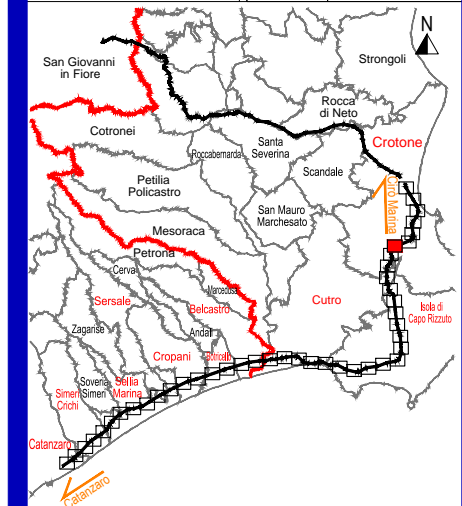 N
Strongoli
San Giovanni
in Fiore
Rocca
di Neto
Cotronei
Crotone
Santa
Severina
Roccabernarda
Scandale
Petilia
Policastro
Cirò Marina
San Mauro
Marchesato
Mesoraca
Petrona
Cerva
Marcedusa
Sersale
Belcastro
Cutro
Isola di
Capo Rizzuto
Zagarise
Andali
Cropani
Botricello
Soveria
Simeri
Sellia
Marina
Simeri
Crichi
Catanzaro
Catanzaro